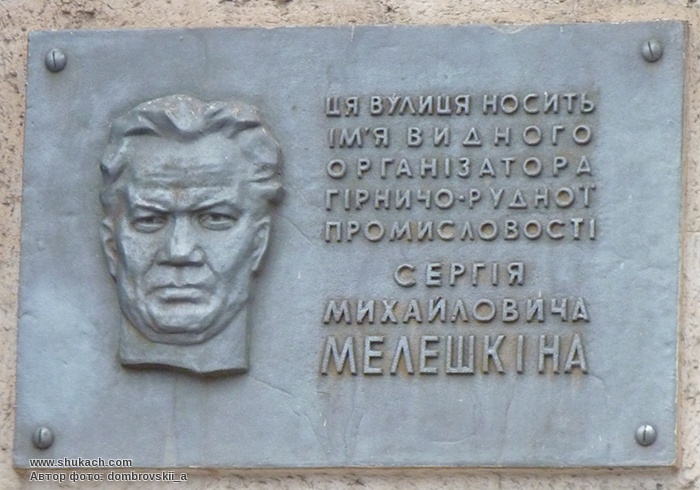 ЦЯ ВУЛИЦЯ НОСИТЬ
ІМ'Я ВИДНОГО
ОРГАНІЗАТОРА
ГІРНИЧО-РУДНОЇ
ПРОМИСЛОВОСТІ
СЕРГІЯ
МИХАЙЛОВИЧА
МЕЛЕШКІНА
www.shukach.com
Автор фото: dombrovskii_a